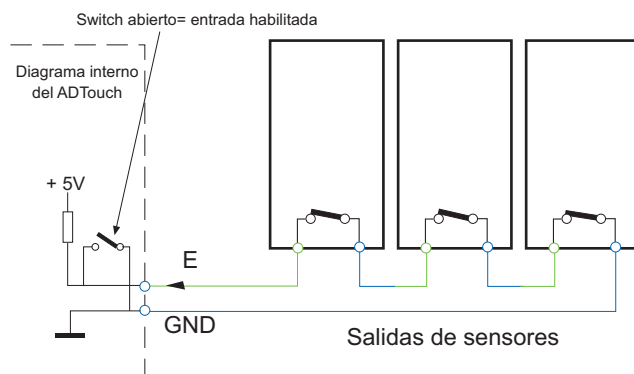 Switch abierto= entrada habilitada
Diagrama interno
del ADTouch
+ 5V
E
GND
Salidas de sensores